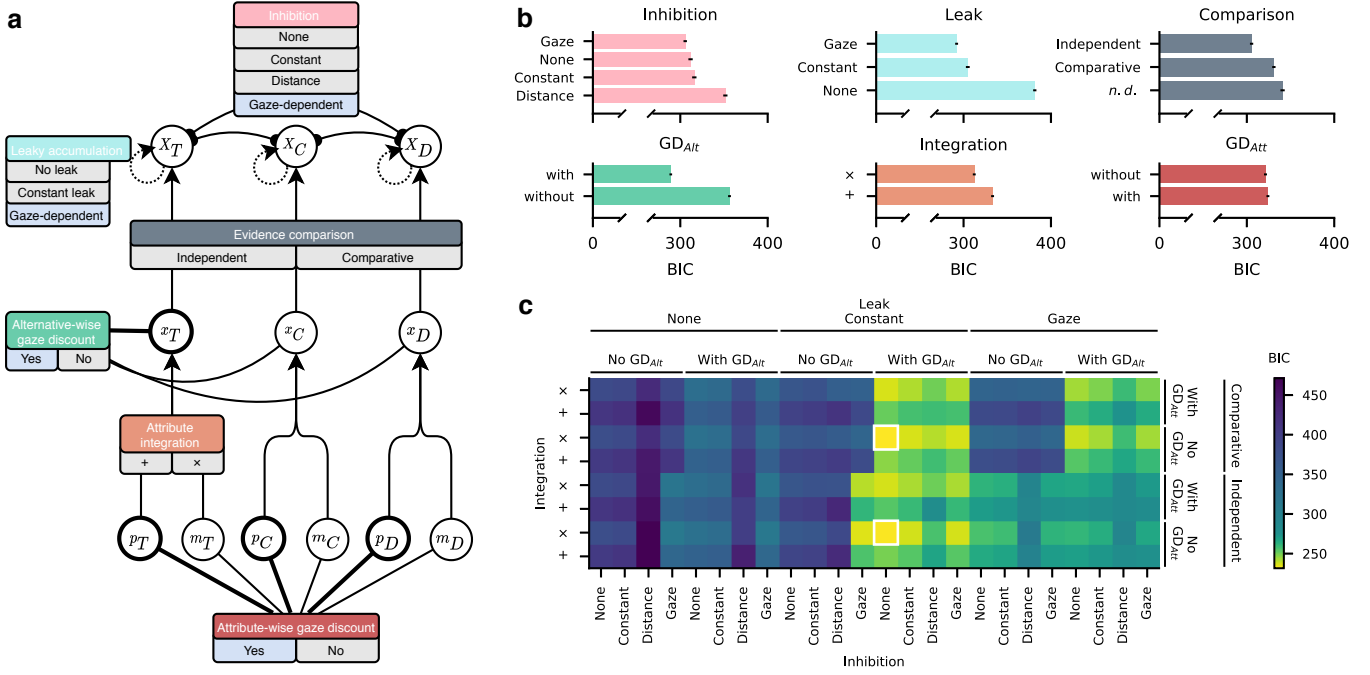 a
Inhibition
None
Constant
Distance
Gaze-dependent
X_T
X_C
X_D
Leaky accumulation
No leak
Constant leak
Gaze-dependent
Evidence comparison
Independent
Comparative
Alternative-wise
gaze discount
Yes
No
x_T
x_C
x_D
Attribute
integration
+
×
p_T
m_T
p_C
m_C
p_D
m_D
Attribute-wise gaze discount
Yes
No
b
Inhibition
Gaze
None
Constant
Distance
Leak
Gaze
Constant
None
Comparison
Independent
Comparative
n. d.
GD_Alt
with
without
0
300
400
BIC
Integration
×
+
0
300
400
BIC
GD_Att
without
with
0
300
400
BIC
c
Leak
None
Constant
Gaze
No GD_Alt
With GD_Alt
No GD_Alt
With GD_Alt
No GD_Alt
With GD_Alt
Integration
×
+
×
+
×
+
×
+
With
GD_Att
No
GD_Att
With
GD_Att
No
GD_Att
Comparative
Independent
None
Constant
Distance
Gaze
None
Constant
Distance
Gaze
None
Constant
Distance
Gaze
None
Constant
Distance
Gaze
None
Constant
Distance
Gaze
None
Constant
Distance
Gaze
Inhibition
BIC
450
400
350
300
250